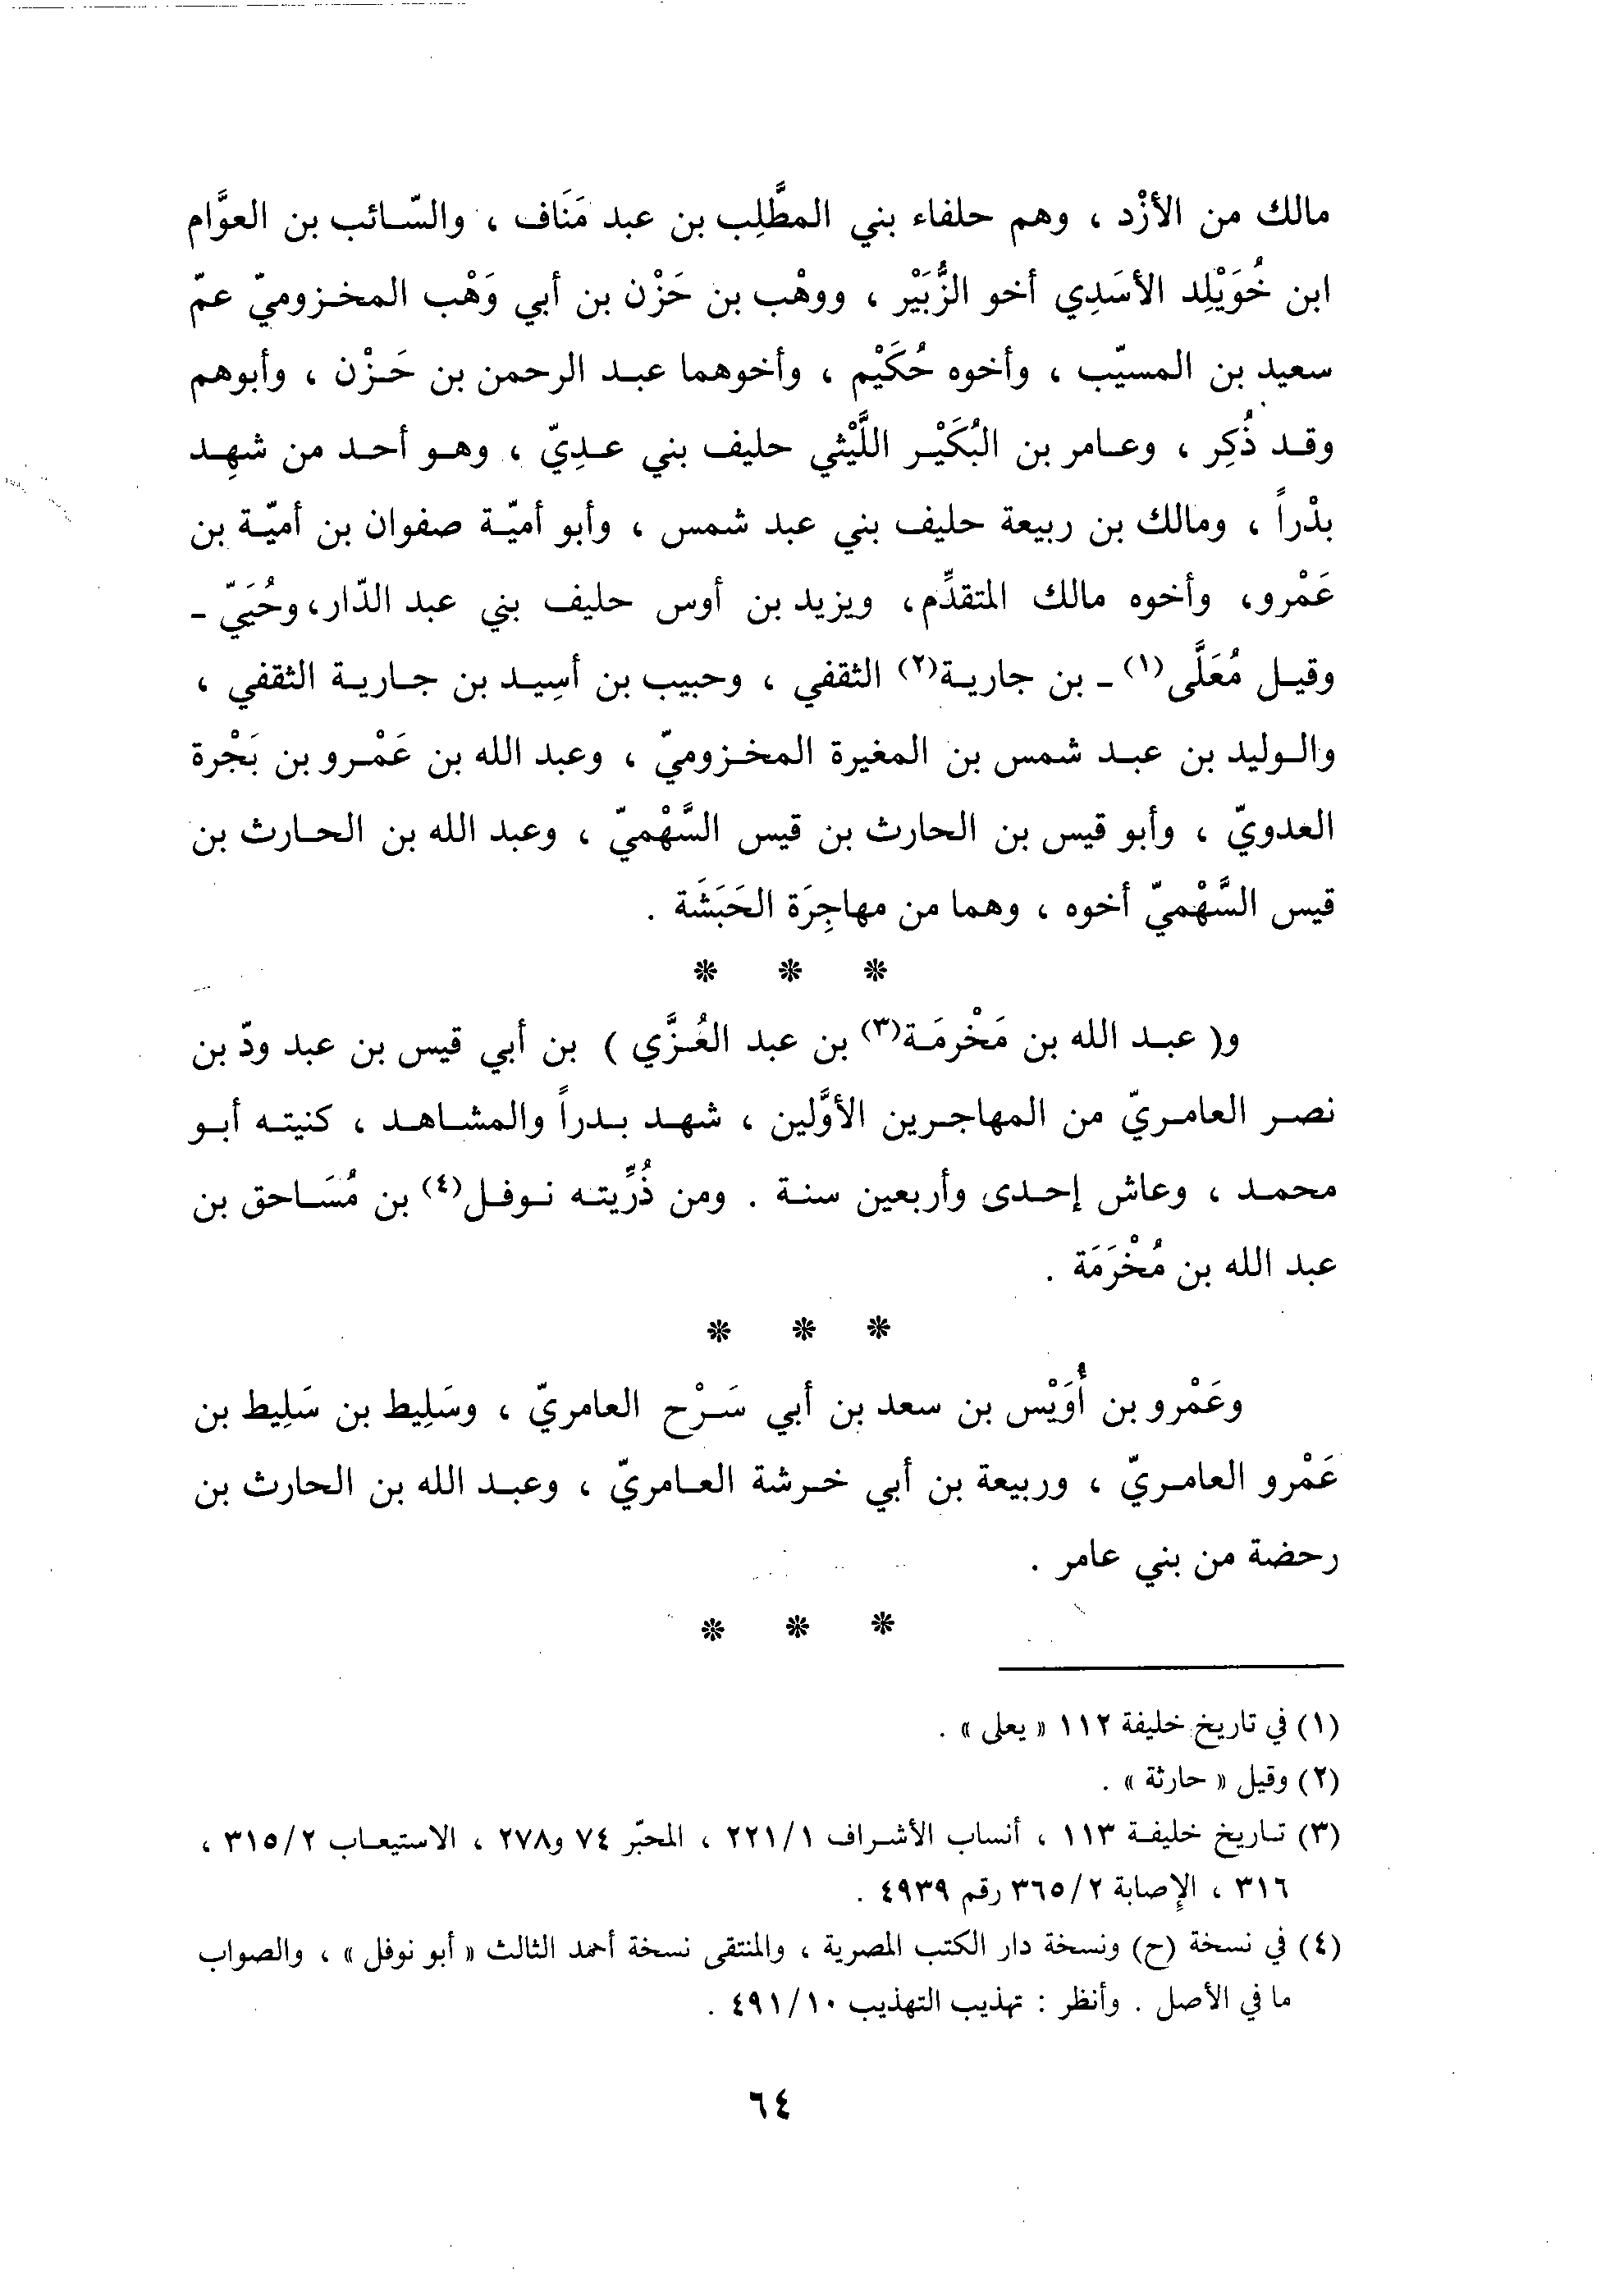 مالك من الأزْد ، وهم حلفاء بني المطَّلِب بن عبد مَنَاف ، والسّائب بن العوَّام
ابن خُوَيْلِد الأسَدِي أخو الزُّبَيْر ، ووهْب بن حَزْن بن أبي وَهْب المخزوميّ عمّ
سعيد بن المسيّب ، وأخوه حُكَيْم ، وأخوهما عبد الرحمن بن حَزْن ، وأبوهم
وقد ذُكِر ، وعامر بن البُكَيْر اللَّيْثي حليف بني عدِيّ ، وهو أحد من شهِد
بدْراً ، ومالك بن ربيعة حليف بني عبد شمس ، وأبو أميّة صفوان بن أميّة بن
عَمْرو، وأخوه مالك المتقدِّم، ويزيد بن أوس حليف بني عبد الدّار، وحُيَيّ ـ
وقيل مُعَلَّى(١) ـ بن جارية(٢) الثقفي ، وحبيب بن أسِيد بن جارية الثقفي ،
والوليد بن عبد شمس بن المغيرة المخزوميّ ، وعبد الله بن عَمْرو بن بَجْرة
العدويّ ، وأبو قيس بن الحارث بن قيس السَّهْميّ ، وعبد الله بن الحارث بن
قيس السَّهْميّ أخوه ، وهما من مهاجِرَة الحَبَشَة .
* * *
و( عبد الله بن مَخْرمَة(٣) بن عبد العُزَّي ) بن أبي قيس بن عبد ودّ بن
نصر العامريّ من المهاجرين الأوَّلين ، شهد بدراً والمشاهد ، كنيته أبو
محمد ، وعاش إحدى وأربعين سنة . ومن ذُرِّيته نوفل(٤) بن مُسَاحق بن
عبد الله بن مُخْرَمَة .
* * *
وعَمْرو بن أُوَيْس بن سعد بن أبي سَرْح العامريّ ، وسَلِيط بن سَلِيط بن
عَمْرو العامريّ ، وربيعة بن أبي خرشة العامريّ ، وعبد الله بن الحارث بن
رحضة من بني عامر .
* * *
(١) في تاريخ خليفة ١١٢ « يعلى » .
(٢) وقيل « حارثة » .
(٣) تاريخ خليفة ١١٣ ، أنساب الأشراف ٢٢١/١ ، المحبّر ٧٤ و٢٧٨ ، الاستيعاب ٣١٥/٢ ،
٣١٦ ، الإصابة ٣٦٥/٢ رقم ٤٩٣٩ .
(٤) في نسخة (ح) ونسخة دار الكتب المصرية ، والمنتقى نسخة أحمد الثالث « أبو نوفل » ، والصواب
ما في الأصل . وأنظر : تهذيب التهذيب ٤٩١/١٠ .
٦٤